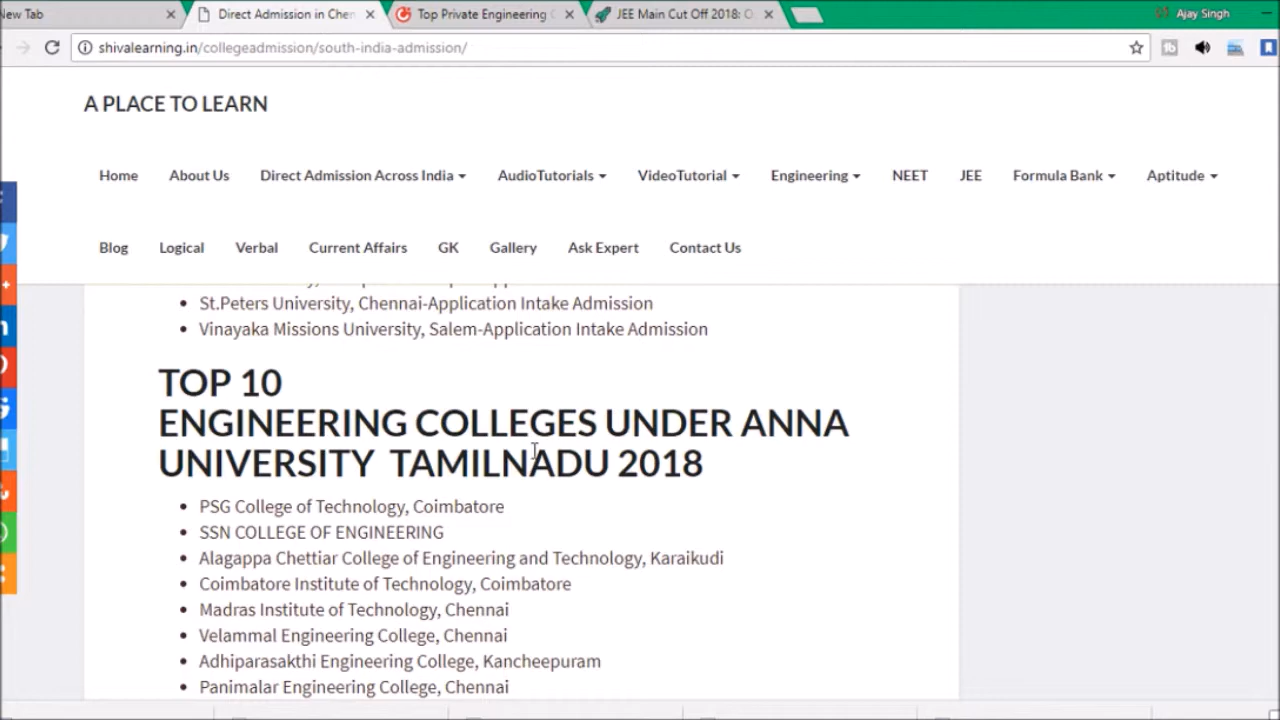 New Tab
Direct Admission in Chen
Top Private Engineering C
JEE Main Cut Off 2018: O
Ajay Singh
shivalearning.in/collegeadmission/south-india-admission/
A PLACE TO LEARN
Home About Us Direct Admission Across India AudioTutorials VideoTutorial Engineering NEET JEE Formula Bank Aptitude
Blog Logical Verbal Current Affairs GK Gallery Ask Expert Contact Us
St.Peters University, Chennai-Application Intake Admission
Vinayaka Missions University, Salem-Application Intake Admission
TOP 10
ENGINEERING COLLEGES UNDER ANNA
UNIVERSITY TAMILNADU 2018
PSG College of Technology, Coimbatore
SSN COLLEGE OF ENGINEERING
Alagappa Chettiar College of Engineering and Technology, Karaikudi
Coimbatore Institute of Technology, Coimbatore
Madras Institute of Technology, Chennai
Velammal Engineering College, Chennai
Adhiparasakthi Engineering College, Kancheepuram
Panimalar Engineering College, Chennai